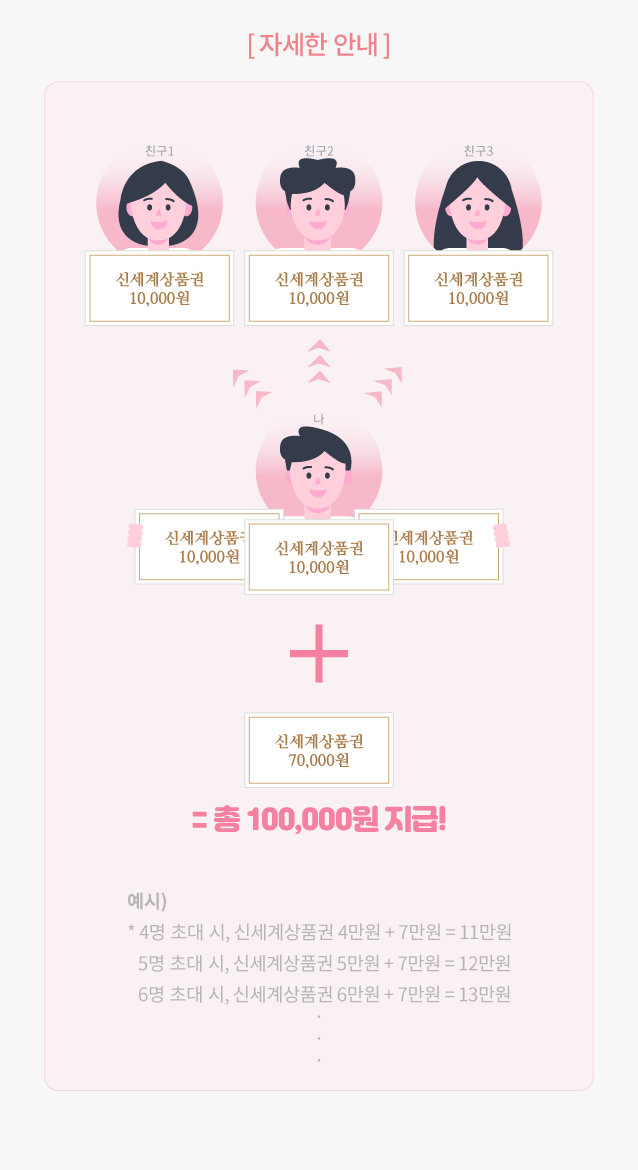 [ 자세한 안내 ]
친구1
친구2
친구3
신세계상품권
10,000원
신세계상품권
10,000원
신세계상품권
10,000원
나
신세계상품
10,000원
신세계상품권
10,000원
세계상품권
10,000원
신세계상품권
70,000원
= 총 100,000원 지급!
예시)
* 4명 초대 시, 신세계상품권 4만원 + 7만원 = 11만원
5명 초대 시, 신세계상품권 5만원 + 7만원 = 12만원
6명 초대 시, 신세계상품권 6만원 + 7만원 = 13만원
·
·
·